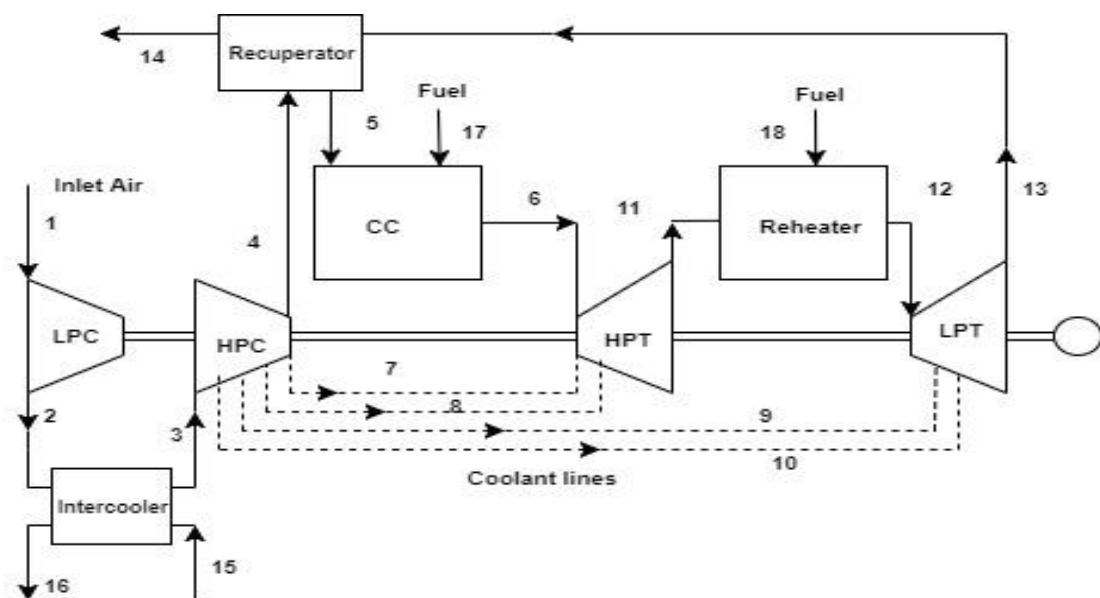 14
Recuperator
Fuel
Fuel
5
17
18
Inlet Air
6
11
12
13
1
CC
Reheater
4
LPC
HPC
HPT
LPT
7
8
2
3
9
10
Coolant lines
Intercooler
16
15